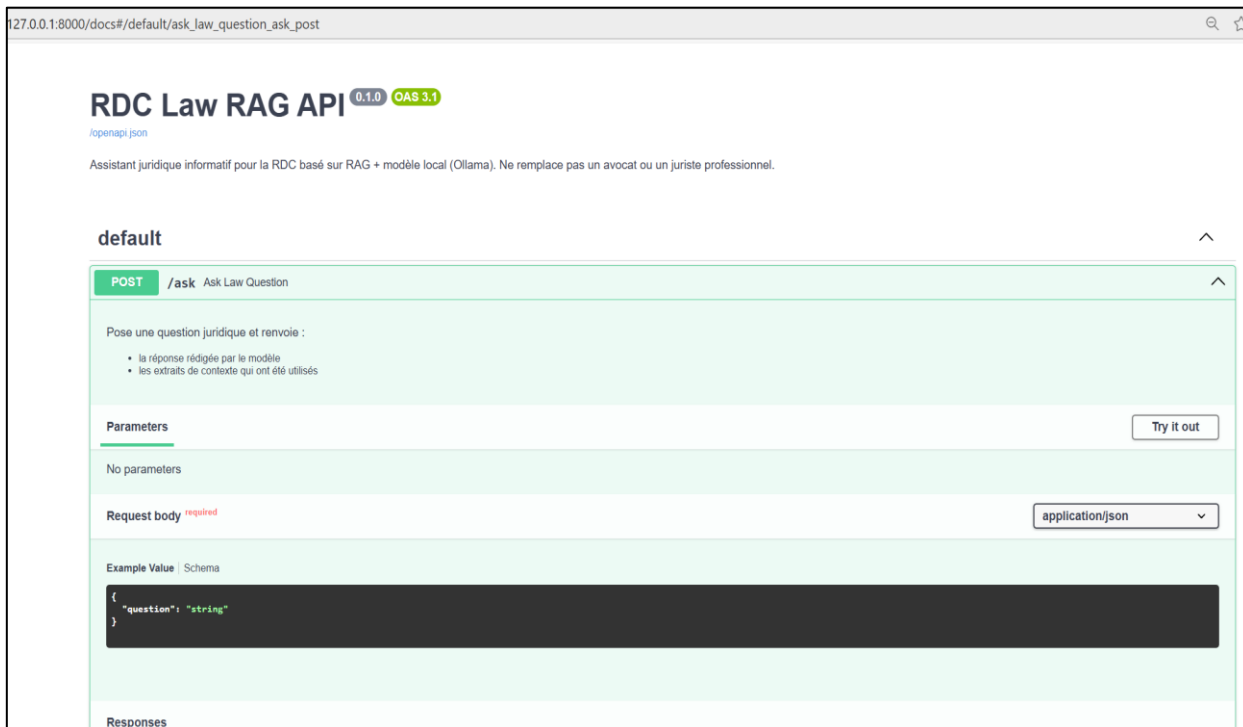 127.0.0.1:8000/docs#/default/ask_law_question_ask_post
RDC Law RAG API 0.1.0 OAS 3.1
/openapi.json
Assistant juridique informatif pour la RDC basé sur RAG + modèle local (Ollama). Ne remplace pas un avocat ou un juriste professionnel.
default
POST /ask Ask Law Question
Pose une question juridique et renvoie :
• la réponse rédigée par le modèle
• les extraits de contexte qui ont été utilisés
Parameters Try it out
No parameters
Request body required application/json
Example Value | Schema
{
"question": "string"
}
Responses